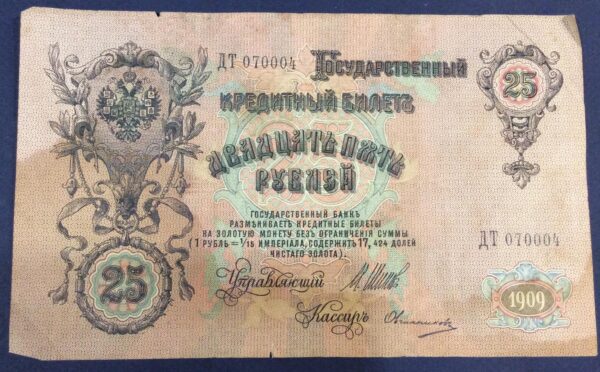 ДТ 070004
Государственный
25
Кредитный Билетъ
Двадцать пять
рублей
Государственный банкъ
размѣниваетъ кредитные билеты
на золотую монету безъ ограниченія суммы
(1 рубль = 1/15 имперіала, содержитъ 17,424 долей
чистаго золота).
ДТ 070004
25
Управляющій
1909
Кассиръ Овчинниковъ